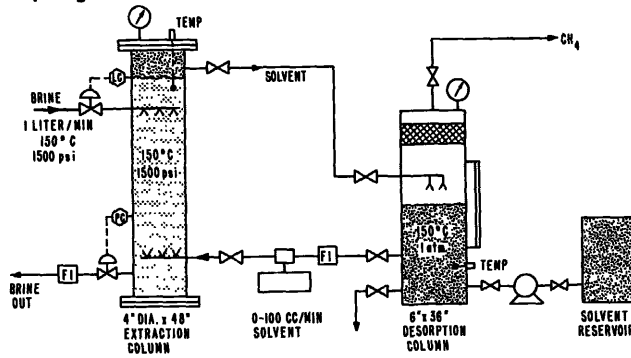 TEMP
CH4
LC
SOLVENT
BRINE
1 LITER/MIN
150°C
1500 psi
150°C
1500 psi
PC
150°C
1 atm.
FI
TEMP
FI
BRINE
OUT
4" DIA. x 48"
EXTRACTION
COLUMN
0-100 CC/MIN
SOLVENT
6" x 36"
DESORPTION
COLUMN
SOLVENT
RESERVOIR